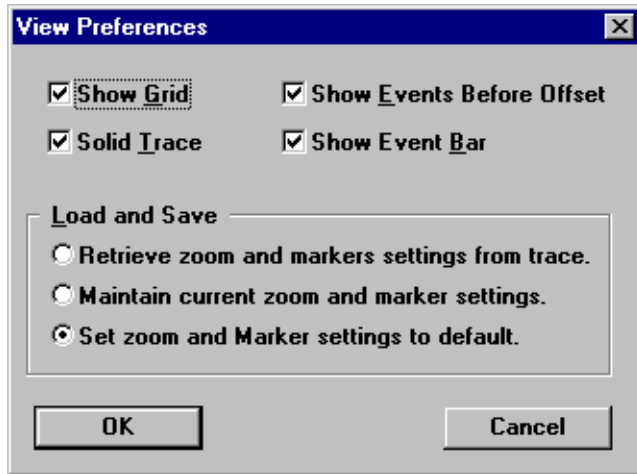 View Preferences
Show Grid
Show Events Before Offset
Solid Trace
Show Event Bar
Load and Save
Retrieve zoom and markers settings from trace.
Maintain current zoom and marker settings.
Set zoom and Marker settings to default.
OK
Cancel